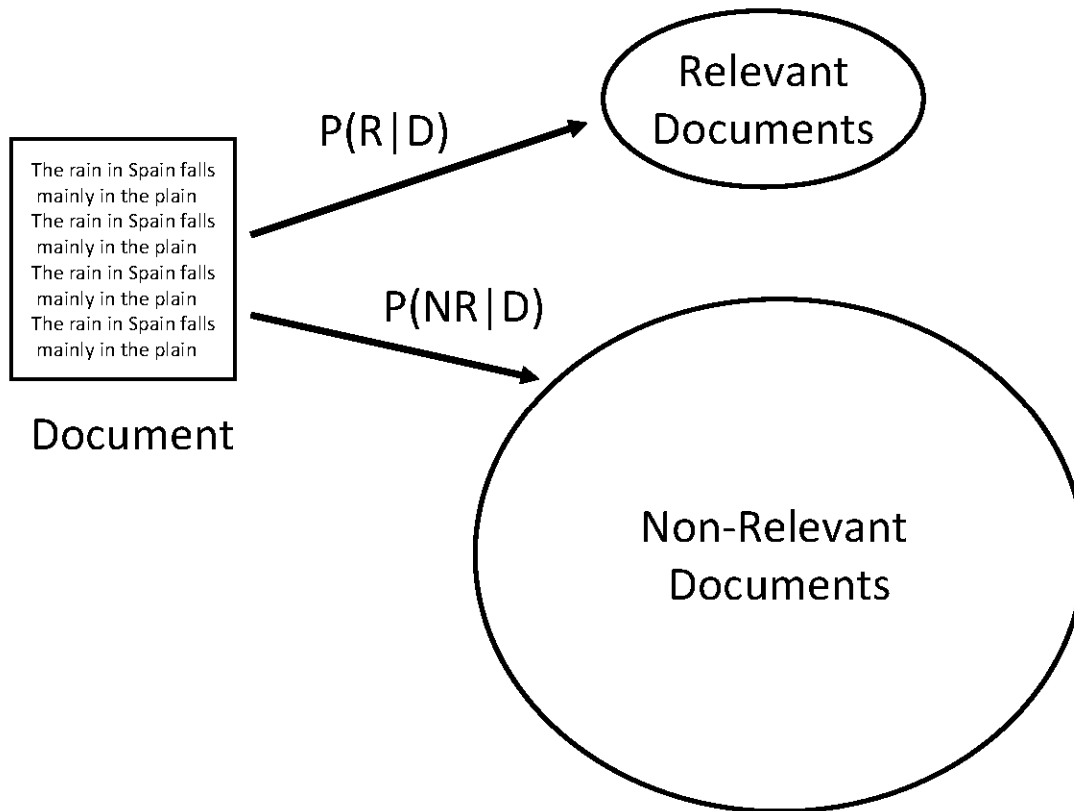 Relevant
Documents
P(R|D)
The rain in Spain falls
mainly in the plain
The rain in Spain falls
mainly in the plain
The rain in Spain falls
mainly in the plain
The rain in Spain falls
mainly in the plain
P(NR|D)
Document
Non-Relevant
Documents